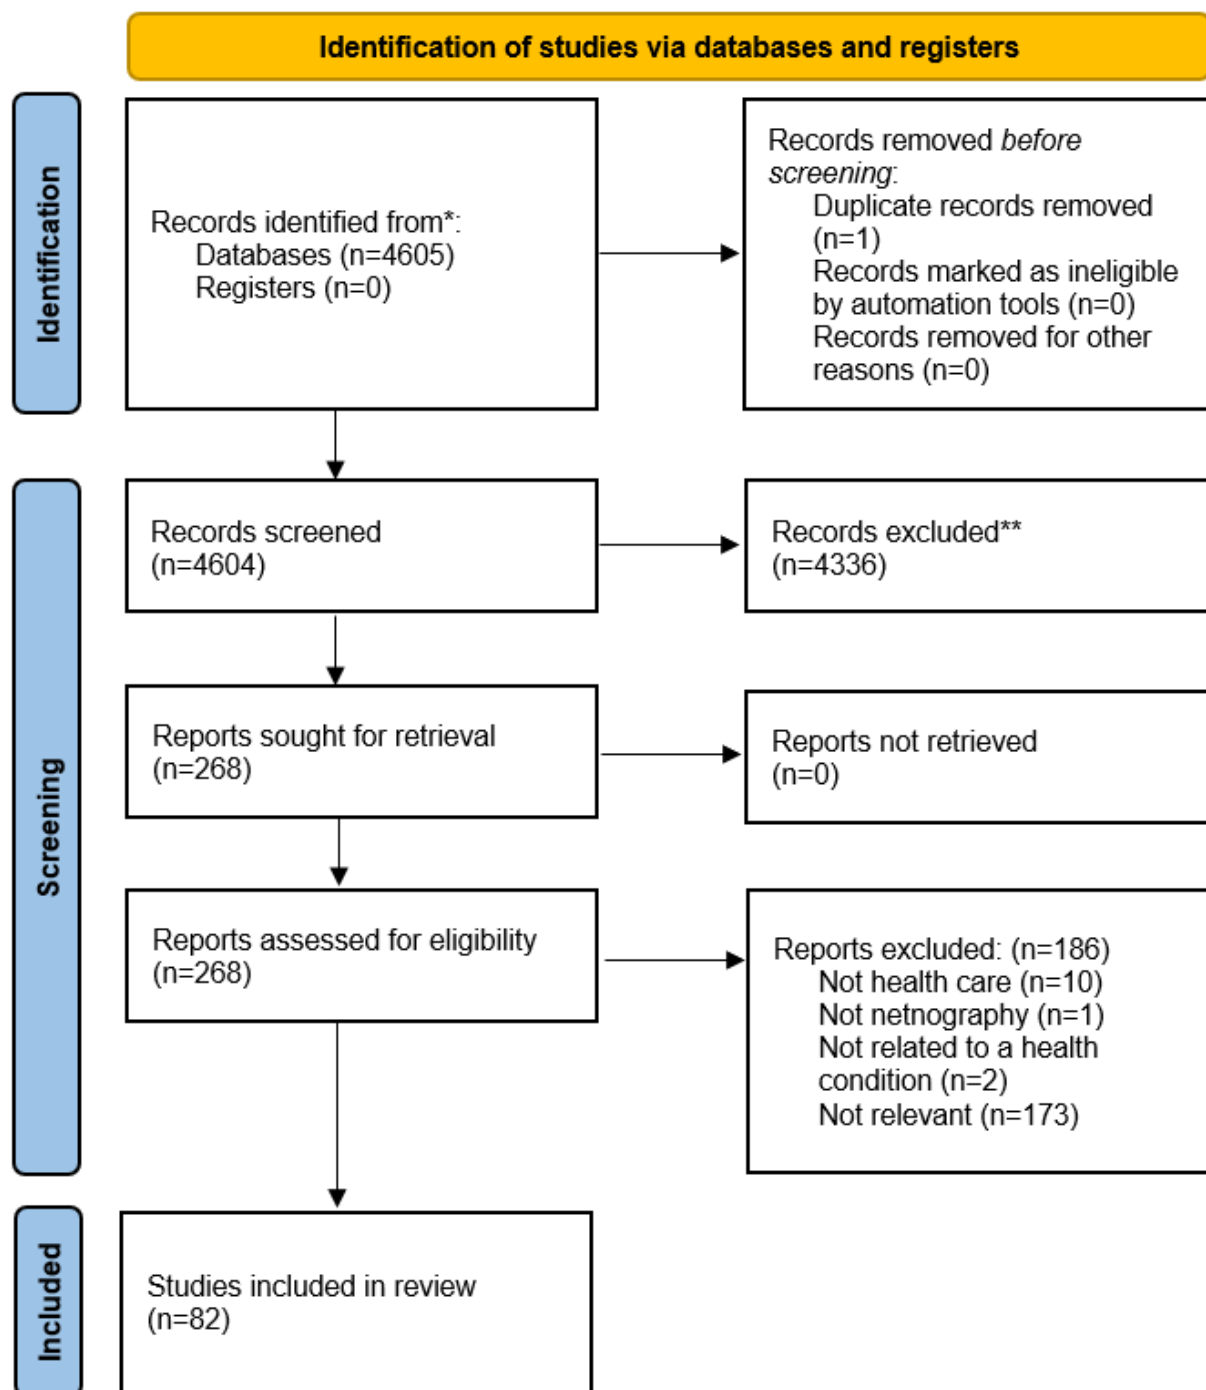 Identification of studies via databases and registers
Identification
Records identified from*:
Databases (n=4605)
Registers (n=0)
Records removed before
screening:
Duplicate records removed
(n=1)
Records marked as ineligible
by automation tools (n=0)
Records removed for other
reasons (n=0)
Screening
Records screened
(n=4604)
Records excluded**
(n=4336)
Reports sought for retrieval
(n=268)
Reports not retrieved
(n=0)
Reports assessed for eligibility
(n=268)
Reports excluded: (n=186)
Not health care (n=10)
Not netnography (n=1)
Not related to a health
condition (n=2)
Not relevant (n=173)
Included
Studies included in review
(n=82)